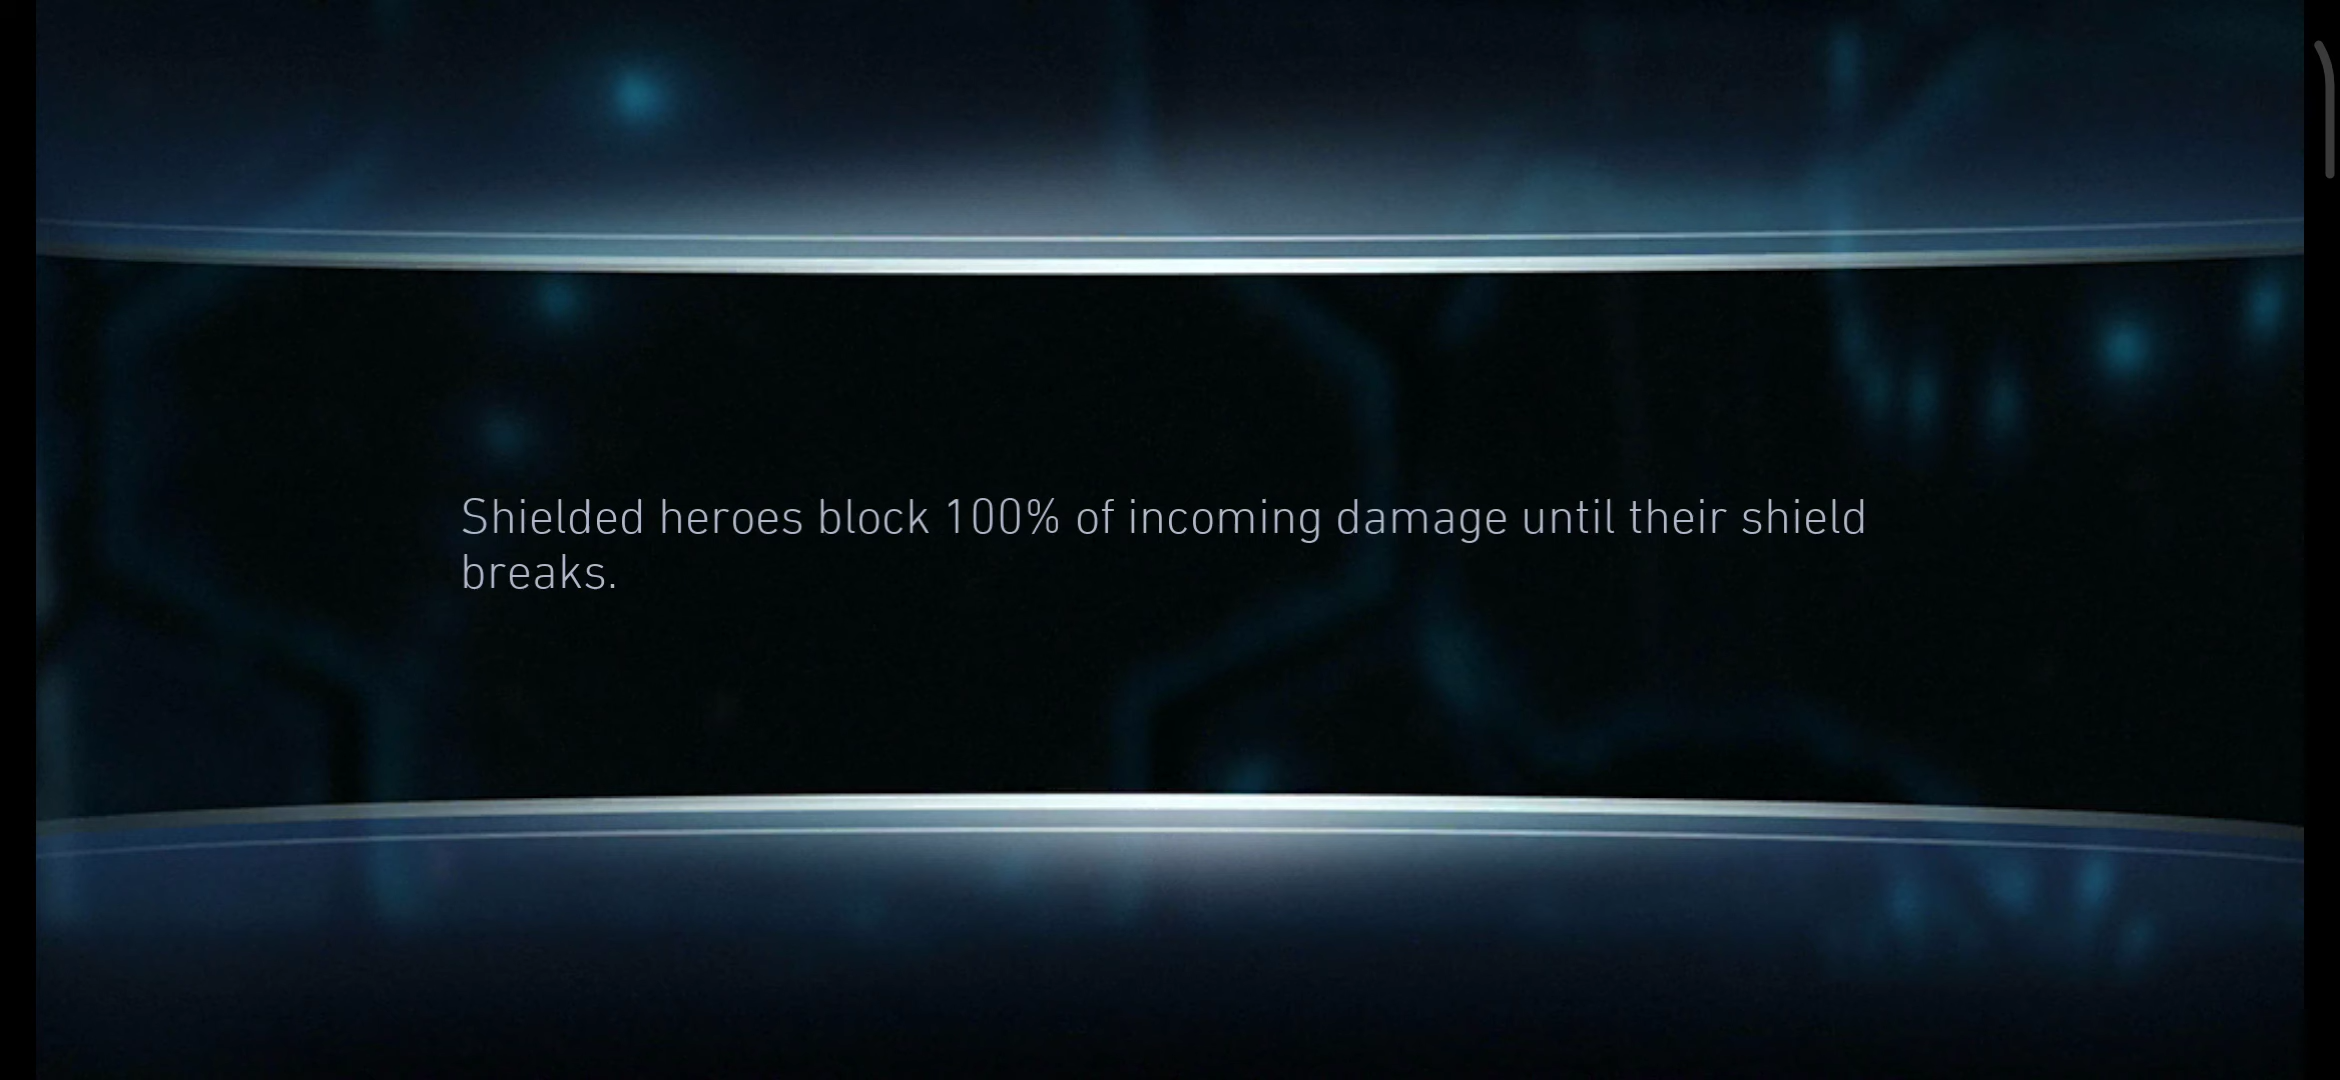 Shielded heroes block 100% of incoming damage until their shield
breaks.